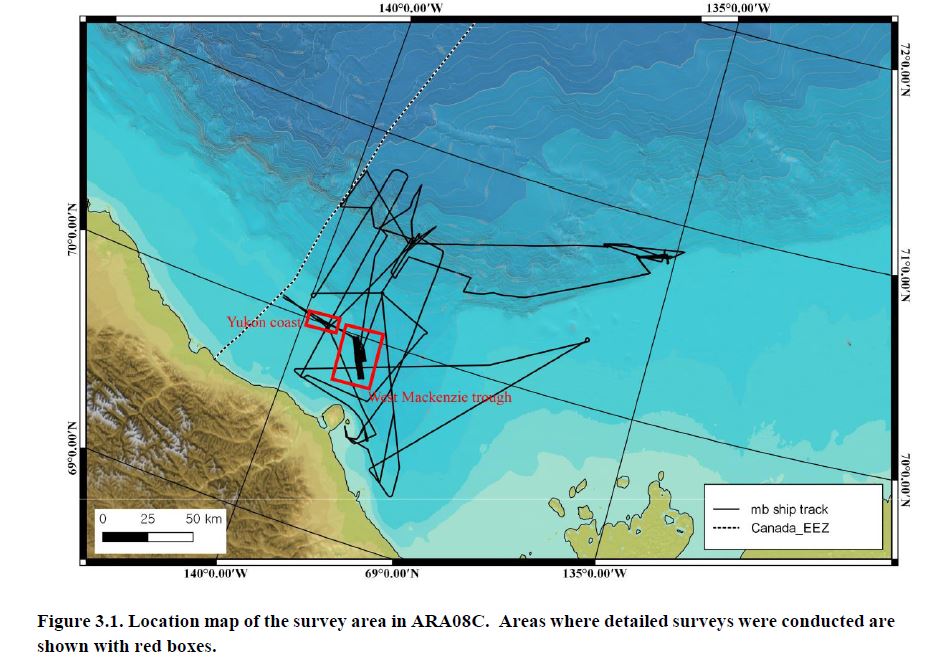 140°0.00'W
135°0.00'W
72°0.00'N
70°0.00'N
71°0.00'N
Yukon coast
West Mackenzie trough
69°0.00'N
70°0.00'N
mb ship track
Canada_EEZ
0 25 50 km
140°0.00'W
69°0.00'N
135°0.00'W
Figure 3.1. Location map of the survey area in ARA08C. Areas where detailed surveys were conducted are
shown with red boxes.